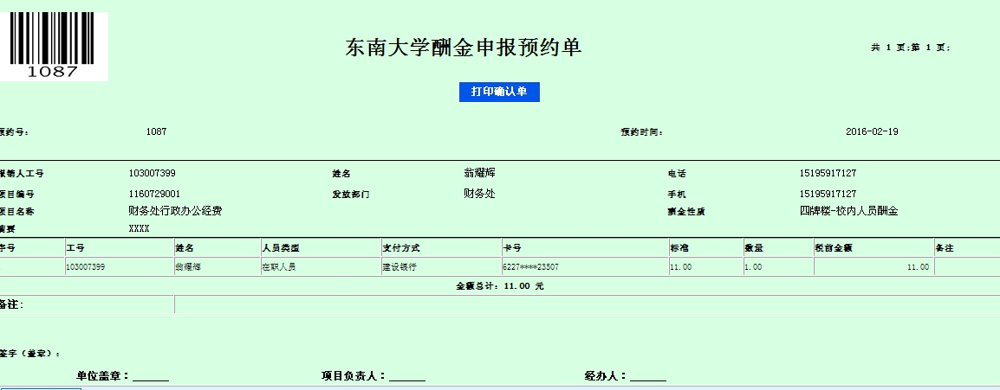 1087
东南大学酬金申报预约单 共 1 页;第 1 页;
打印确认单
预约号: 1087 预约时间: 2016-02-19
报销人工号 103007399 姓名 翁耀辉 电话 15195917127
项目编号 1160729001 发放部门 财务处 手机 15195917127
项目名称 财务处行政办公经费 酬金性质 四牌楼-校内人员酬金
摘要 XXXX
序号 工号 姓名 人员类型 支付方式 卡号 标准 数量 税前金额 备注
103007399 翁耀辉 在职人员 建设银行 6227****23507 11.00 1.00 11.00
金额总计: 11.00 元
备注:
签字（盖章）:
单位盖章：______ 项目负责人：______ 经办人：______